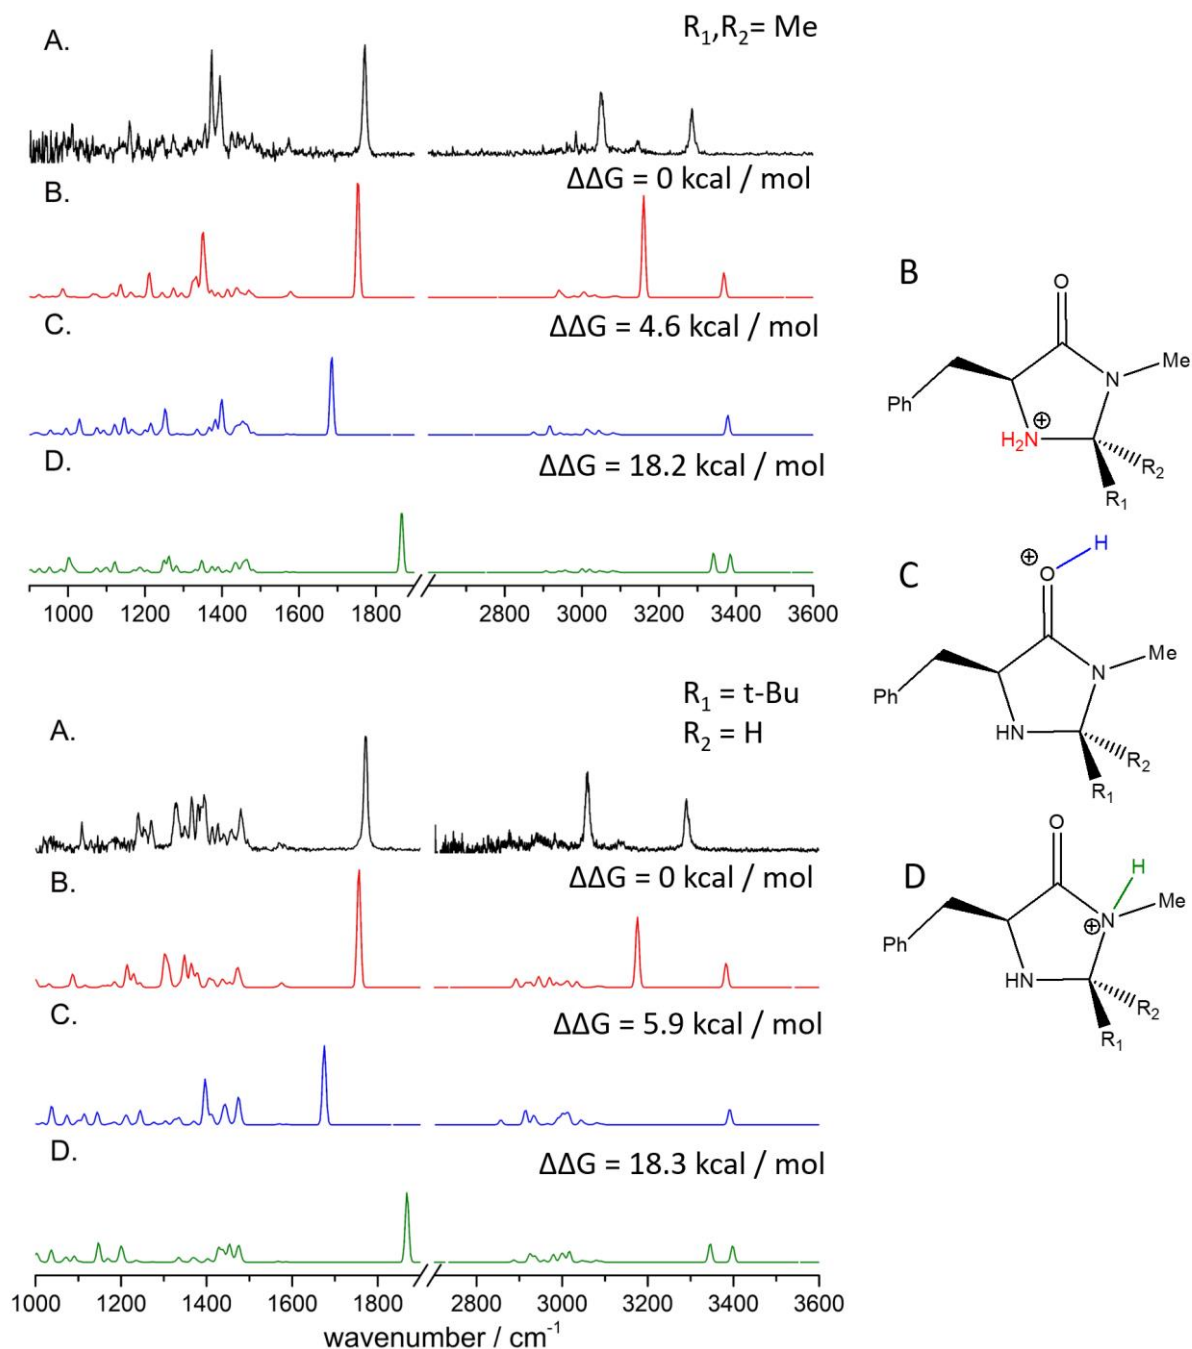 A.
R₁,R₂= Me
ΔΔG = 0 kcal / mol
B.
ΔΔG = 4.6 kcal / mol
C.
ΔΔG = 18.2 kcal / mol
D.
1000 1200 1400 1600 1800 2800 3000 3200 3400 3600
R₁ = t-Bu
R₂ = H
A.
ΔΔG = 0 kcal / mol
B.
ΔΔG = 5.9 kcal / mol
C.
ΔΔG = 18.3 kcal / mol
D.
1000 1200 1400 1600 1800 2800 3000 3200 3400 3600
wavenumber / cm⁻¹
B
O
Me
N
Ph
⊕
H₂N
R₂
R₁
C
H
⊕
O
Me
N
Ph
HN
R₂
R₁
D
O
H
Me
N
⊕
Ph
HN
R₂
R₁